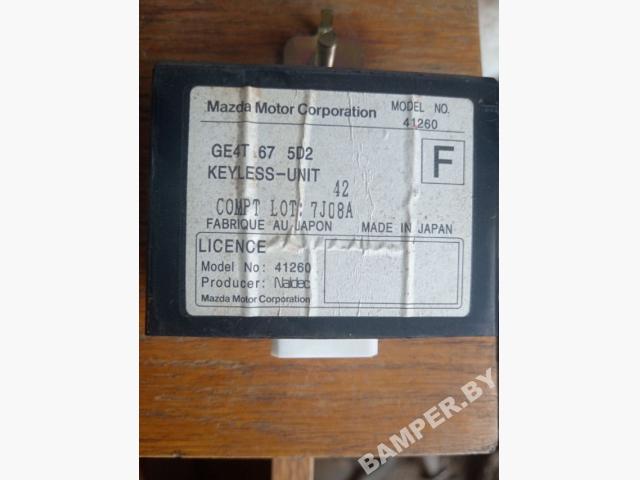 Mazda Motor Corporation MODEL NO.
41260
GE4T 67 5D2
F
KEYLESS-UNIT
42
COMPT LOT: 7J08A
FABRIQUE AU JAPON MADE IN JAPAN
LICENCE
Model No: 41260
Producer: Naldec
Mazda Motor Corporation
BAMPER.BY